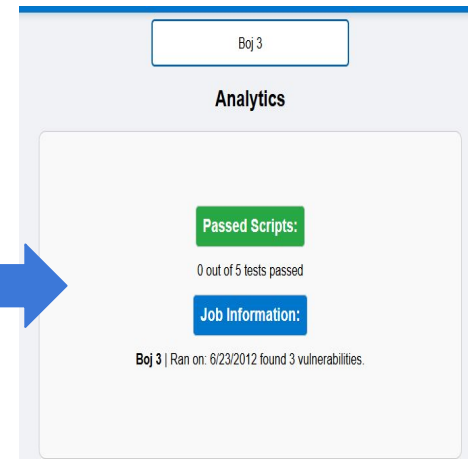 Boj 3
Analytics
Passed Scripts:
0 out of 5 tests passed
Job Information:
Boj 3 | Ran on: 6/23/2012 found 3 vulnerabilities.